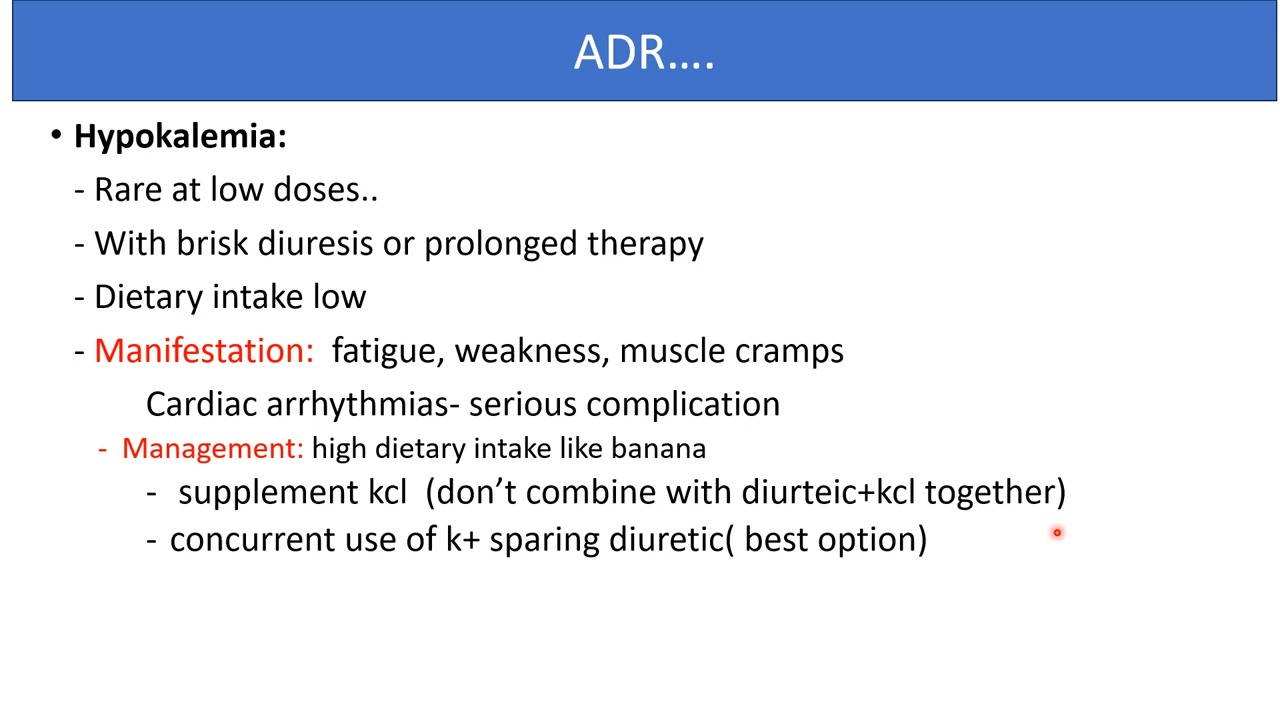 ADR....
• Hypokalemia:
- Rare at low doses..
- With brisk diuresis or prolonged therapy
- Dietary intake low
- Manifestation: fatigue, weakness, muscle cramps
Cardiac arrhythmias- serious complication
- Management: high dietary intake like banana
- supplement kcl (don't combine with diurteic+kcl together)
- concurrent use of k+ sparing diuretic( best option)